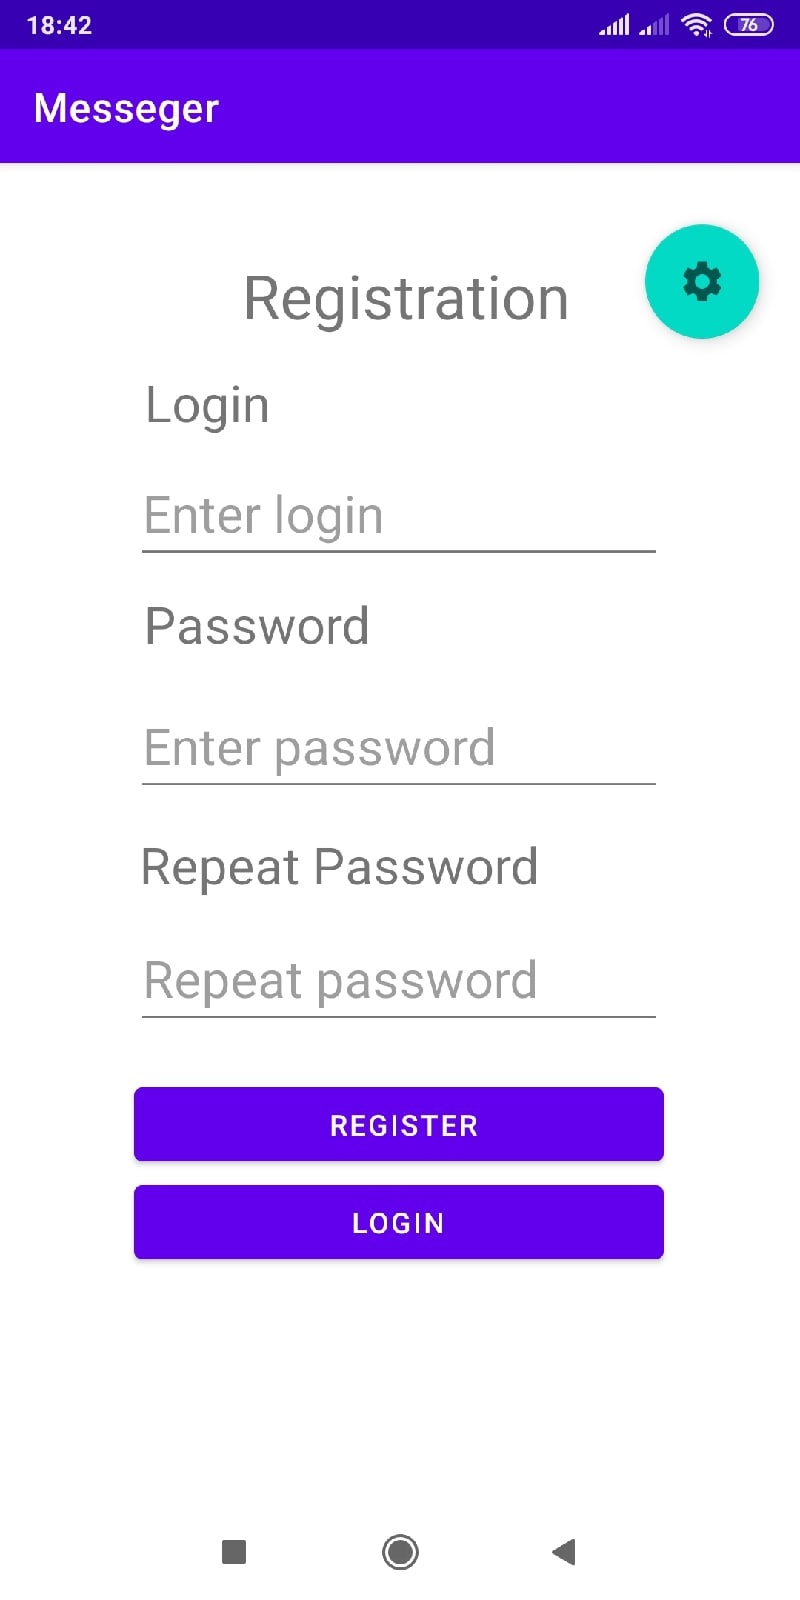 18:42
76
Messeger
Registration
Login
Enter login
Password
Enter password
Repeat Password
Repeat password
REGISTER
LOGIN